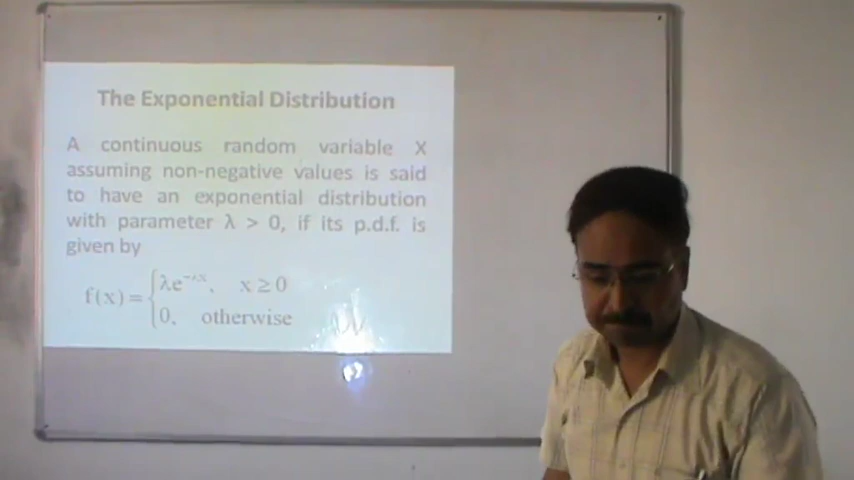 The Exponential Distribution
A continuous random variable X
assuming non-negative values is said
to have an exponential distribution
with parameter λ > 0, if its p.d.f. is
given by
f(x) = { λe^{-λx}, x ≥ 0
0, otherwise